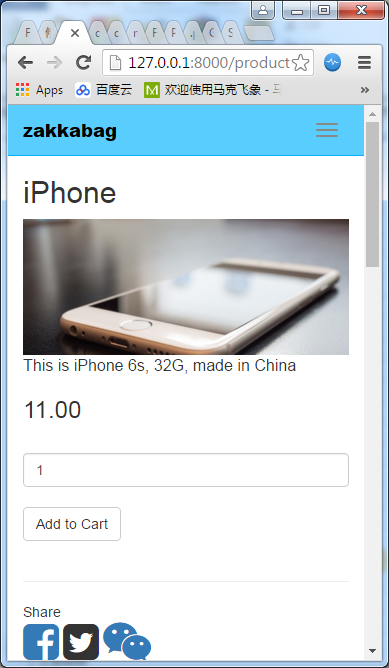 F F c c r F F ,| C S
127.0.0.1:8000/product
Apps 百度云 欢迎使用马克飞象 - 马
zakkabag
iPhone
This is iPhone 6s, 32G, made in China
11.00
1
Add to Cart
Share